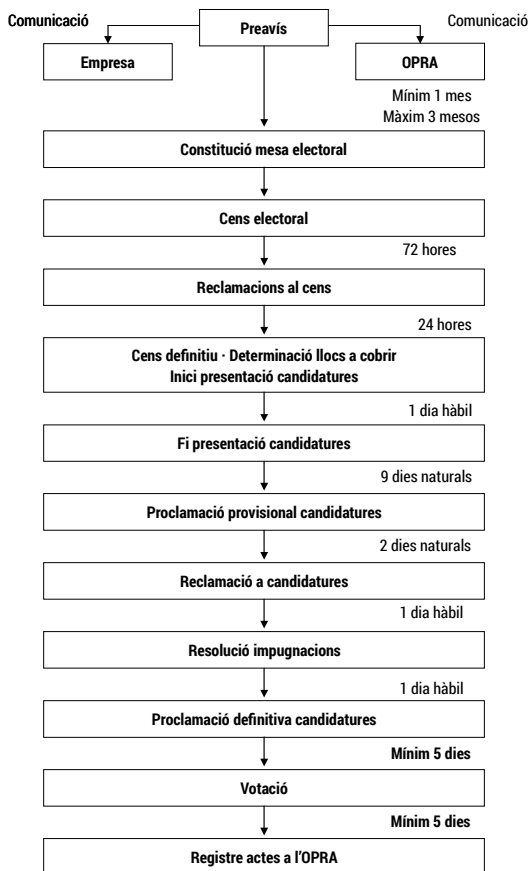 Comunicació
Preavís
Comunicació
Empresa
OPRA
Mínim 1 mes
Màxim 3 mesos
Constitució mesa electoral
Cens electoral
72 hores
Reclamacions al cens
24 hores
Cens definitiu · Determinació llocs a cobrir
Inici presentació candidatures
1 dia hàbil
Fi presentació candidatures
9 dies naturals
Proclamació provisional candidatures
2 dies naturals
Reclamació a candidatures
1 dia hàbil
Resolució impugnacions
1 dia hàbil
Proclamació definitiva candidatures
Mínim 5 dies
Votació
Mínim 5 dies
Registre actes a l'OPRA